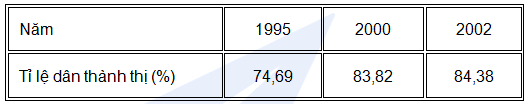 Năm 1995 2000 2002
Tỉ lệ dân thành thị (%) 74,69 83,82 84,38